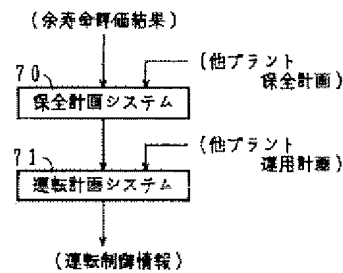 (余寿命評価結果)
70
(他プラント
保全計画)
保全計画システム
71
(他プラント
運用計画)
運転計画システム
(運転制御情報)